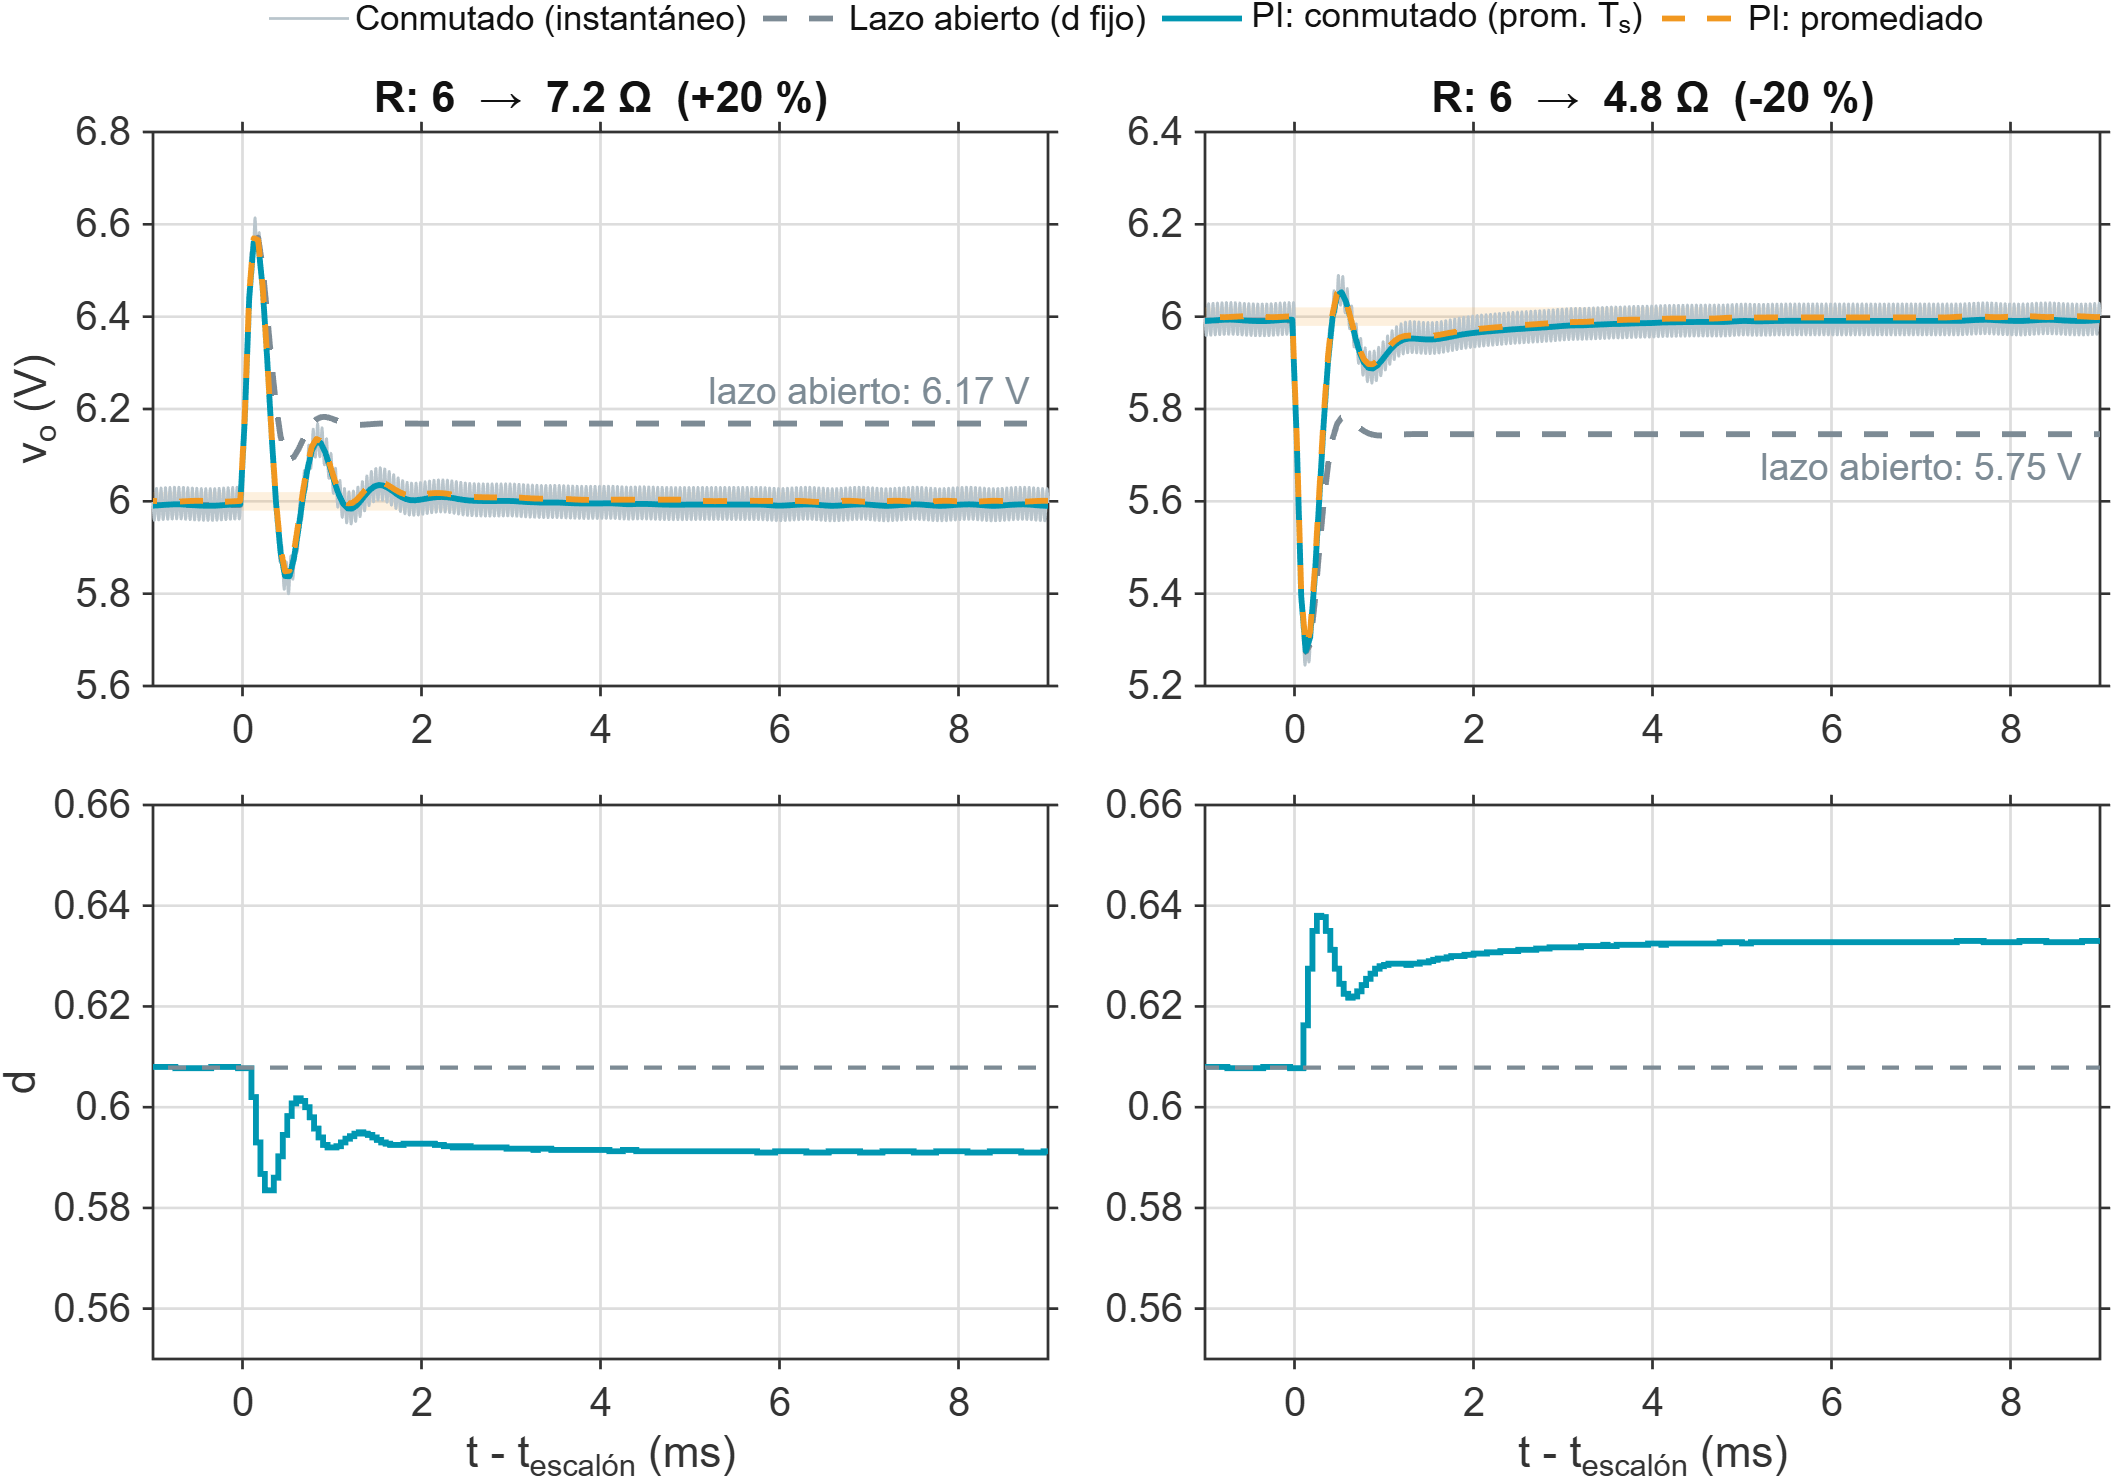 Conmutado (instantáneo) Lazo abierto (d fijo) PI: conmutado (prom. Ts) PI: promediado
R: 6 → 7.2 Ω (+20 %)
6.8
6.6
6.4
6.2
6
5.8
5.6
vo (V)
lazo abierto: 6.17 V
0 2 4 6 8
R: 6 → 4.8 Ω (-20 %)
6.4
6.2
6
5.8
5.6
5.4
5.2
lazo abierto: 5.75 V
0 2 4 6 8
0.66
0.64
0.62
0.6
0.58
0.56
d
0 2 4 6 8
t - tescalón (ms)
0.66
0.64
0.62
0.6
0.58
0.56
0 2 4 6 8
t - tescalón (ms)